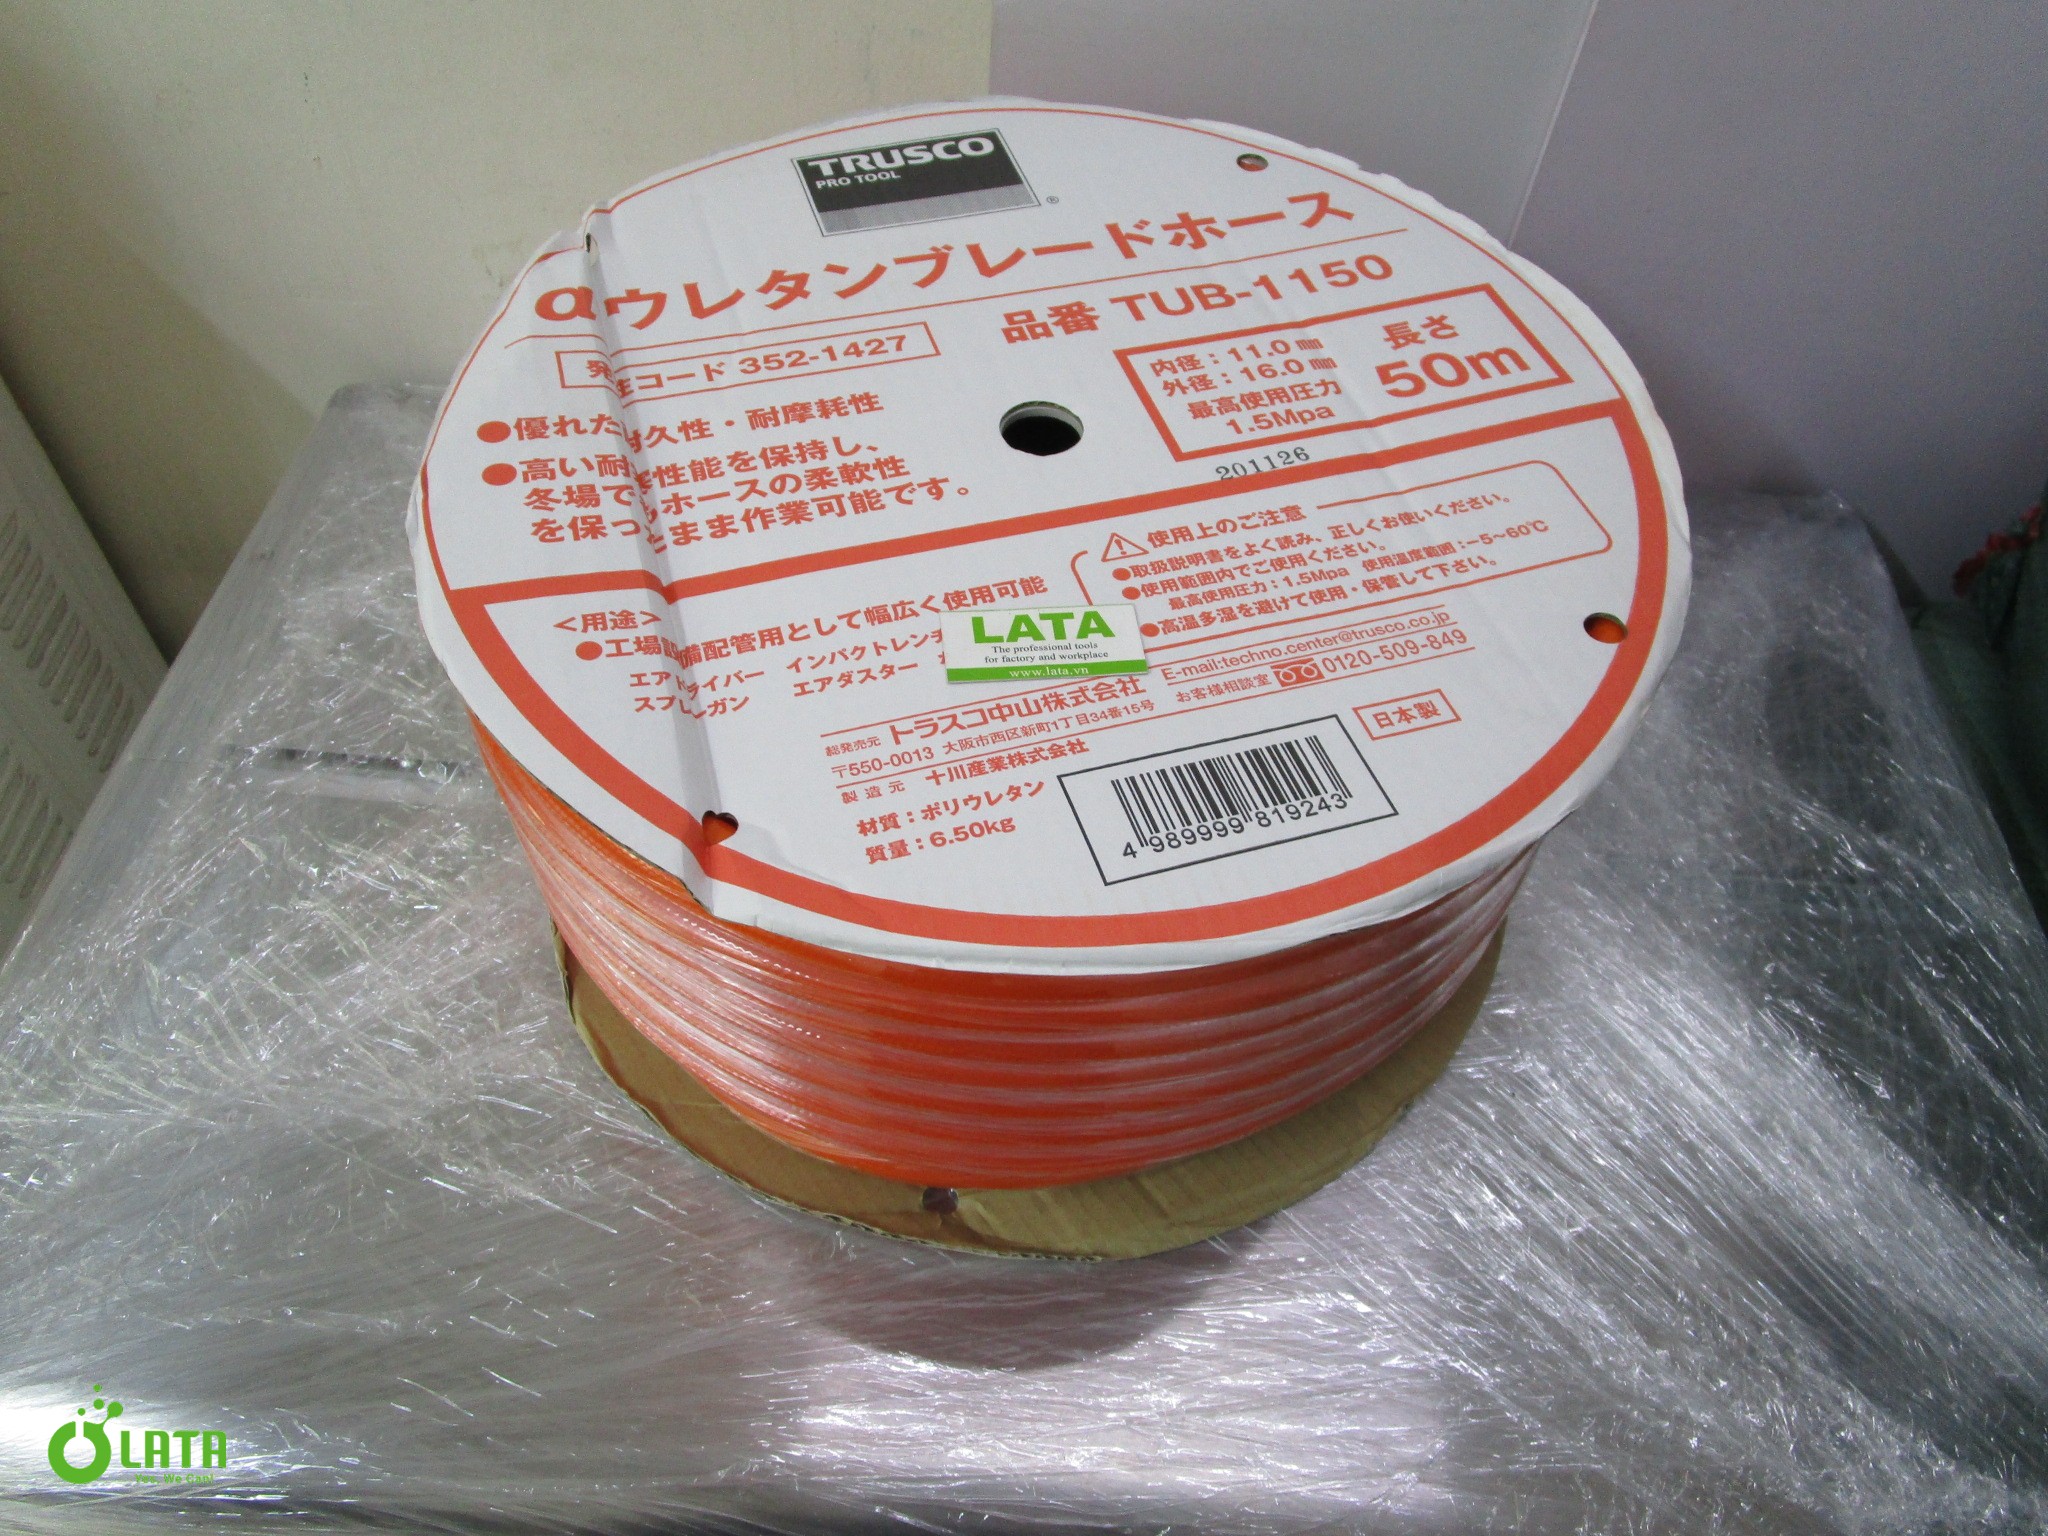 TRUSCO
PRO TOOL
®
αウレタンブレードホース
品番 TUB-1150
発注コード 352-1427
内径：11.0㎜
外径：16.0㎜
最高使用圧力
1.5Mpa
長さ
50m
201126
●優れた耐久性・耐摩耗性
●高い耐寒性能を保持し、
冬場でもホースの柔軟性
を保ったまま作業可能です。
使用上のご注意
●取扱説明書をよく読み、正しくお使いください。
●使用範囲内でご使用ください。
最高使用圧力：1.5Mpa 使用温度範囲：−5〜60℃
●高温多湿を避けて使用・保管して下さい。
<用途>
●工場設備配管用として幅広く使用可能
エアドライバー インパクトレンチ
スプレーガン エアダスター
LATA
The professional tools
for factory and workplace
www.lata.vn
総発売元 トラスコ中山株式会社
〒550-0013 大阪市西区新町1丁目34番15号
E-mail:techno.center@trusco.co.jp
お客様相談室 0120-509-849
製造元 十川産業株式会社
日本製
材質：ポリウレタン
質量：6.50kg
4 989999 819243
LATA
You, We Can!